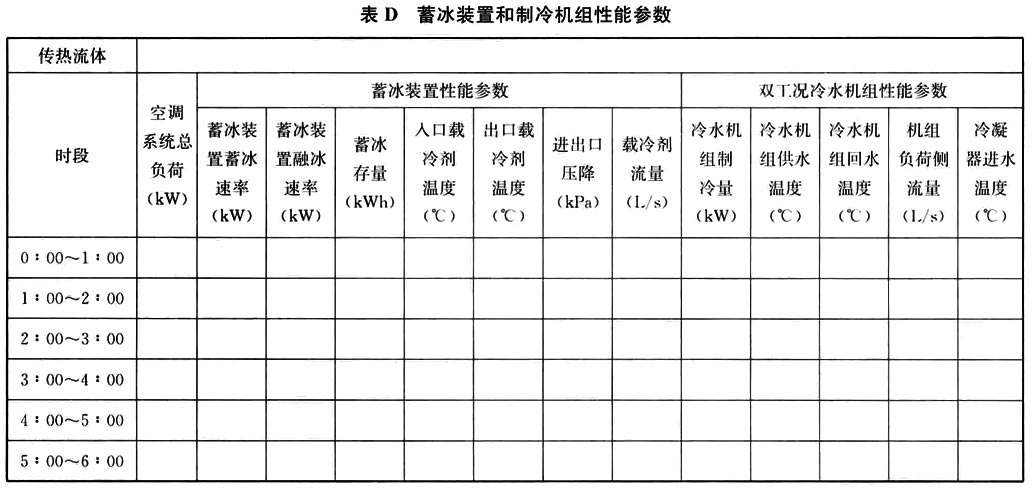 表 D 蓄冰装置和制冷机组性能参数
传热流体
时段
空调
系统总
负荷
(kW)
蓄冰装置性能参数
蓄冰装
置蓄冰
速率
(kW)
蓄冰装
置融冰
速率
(kW)
蓄冰
存量
(kWh)
入口载
冷剂
温度
(℃)
出口载
冷剂
温度
(℃)
进出口
压降
(kPa)
载冷剂
流量
(L/s)
双工况冷水机组性能参数
冷水机
组制
冷量
(kW)
冷水机
组供水
温度
(℃)
冷水机
组回水
温度
(℃)
机组
负荷侧
流量
(L/s)
冷凝
器进水
温度
(℃)
0:00~1:00
1:00~2:00
2:00~3:00
3:00~4:00
4:00~5:00
5:00~6:00